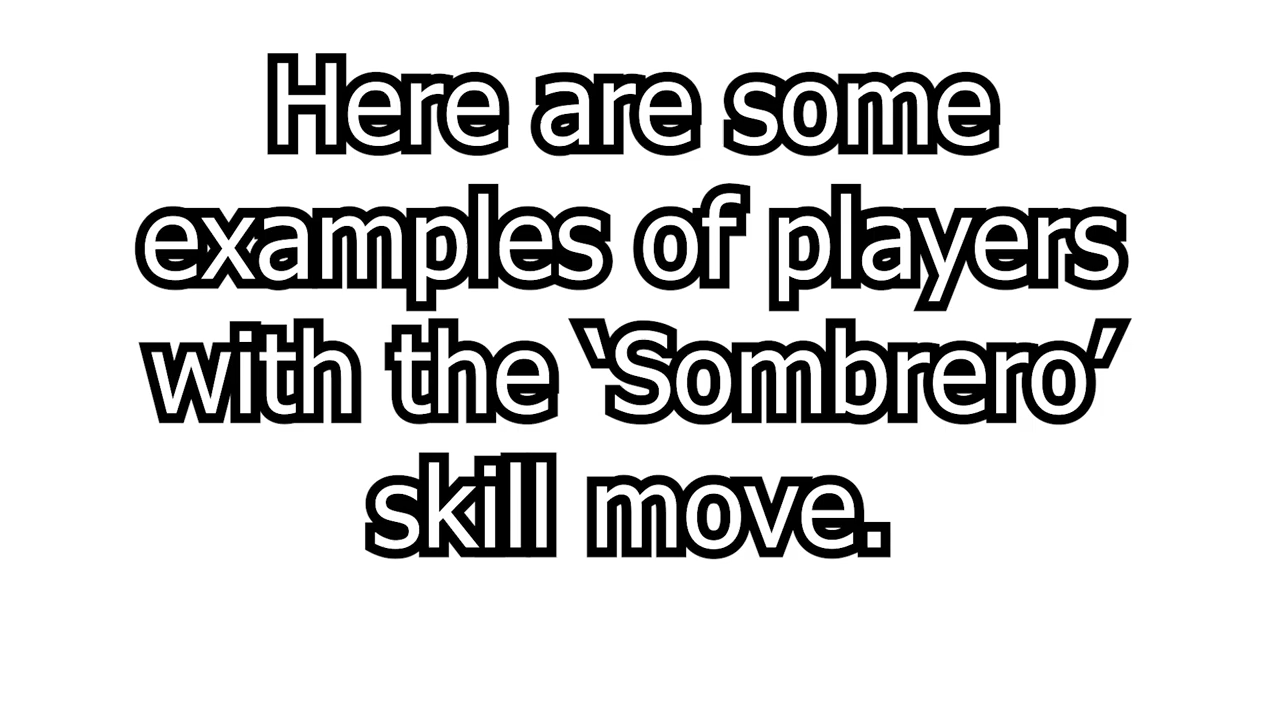 Here are some
examples of players
with the ‘Sombrero’
skill move.